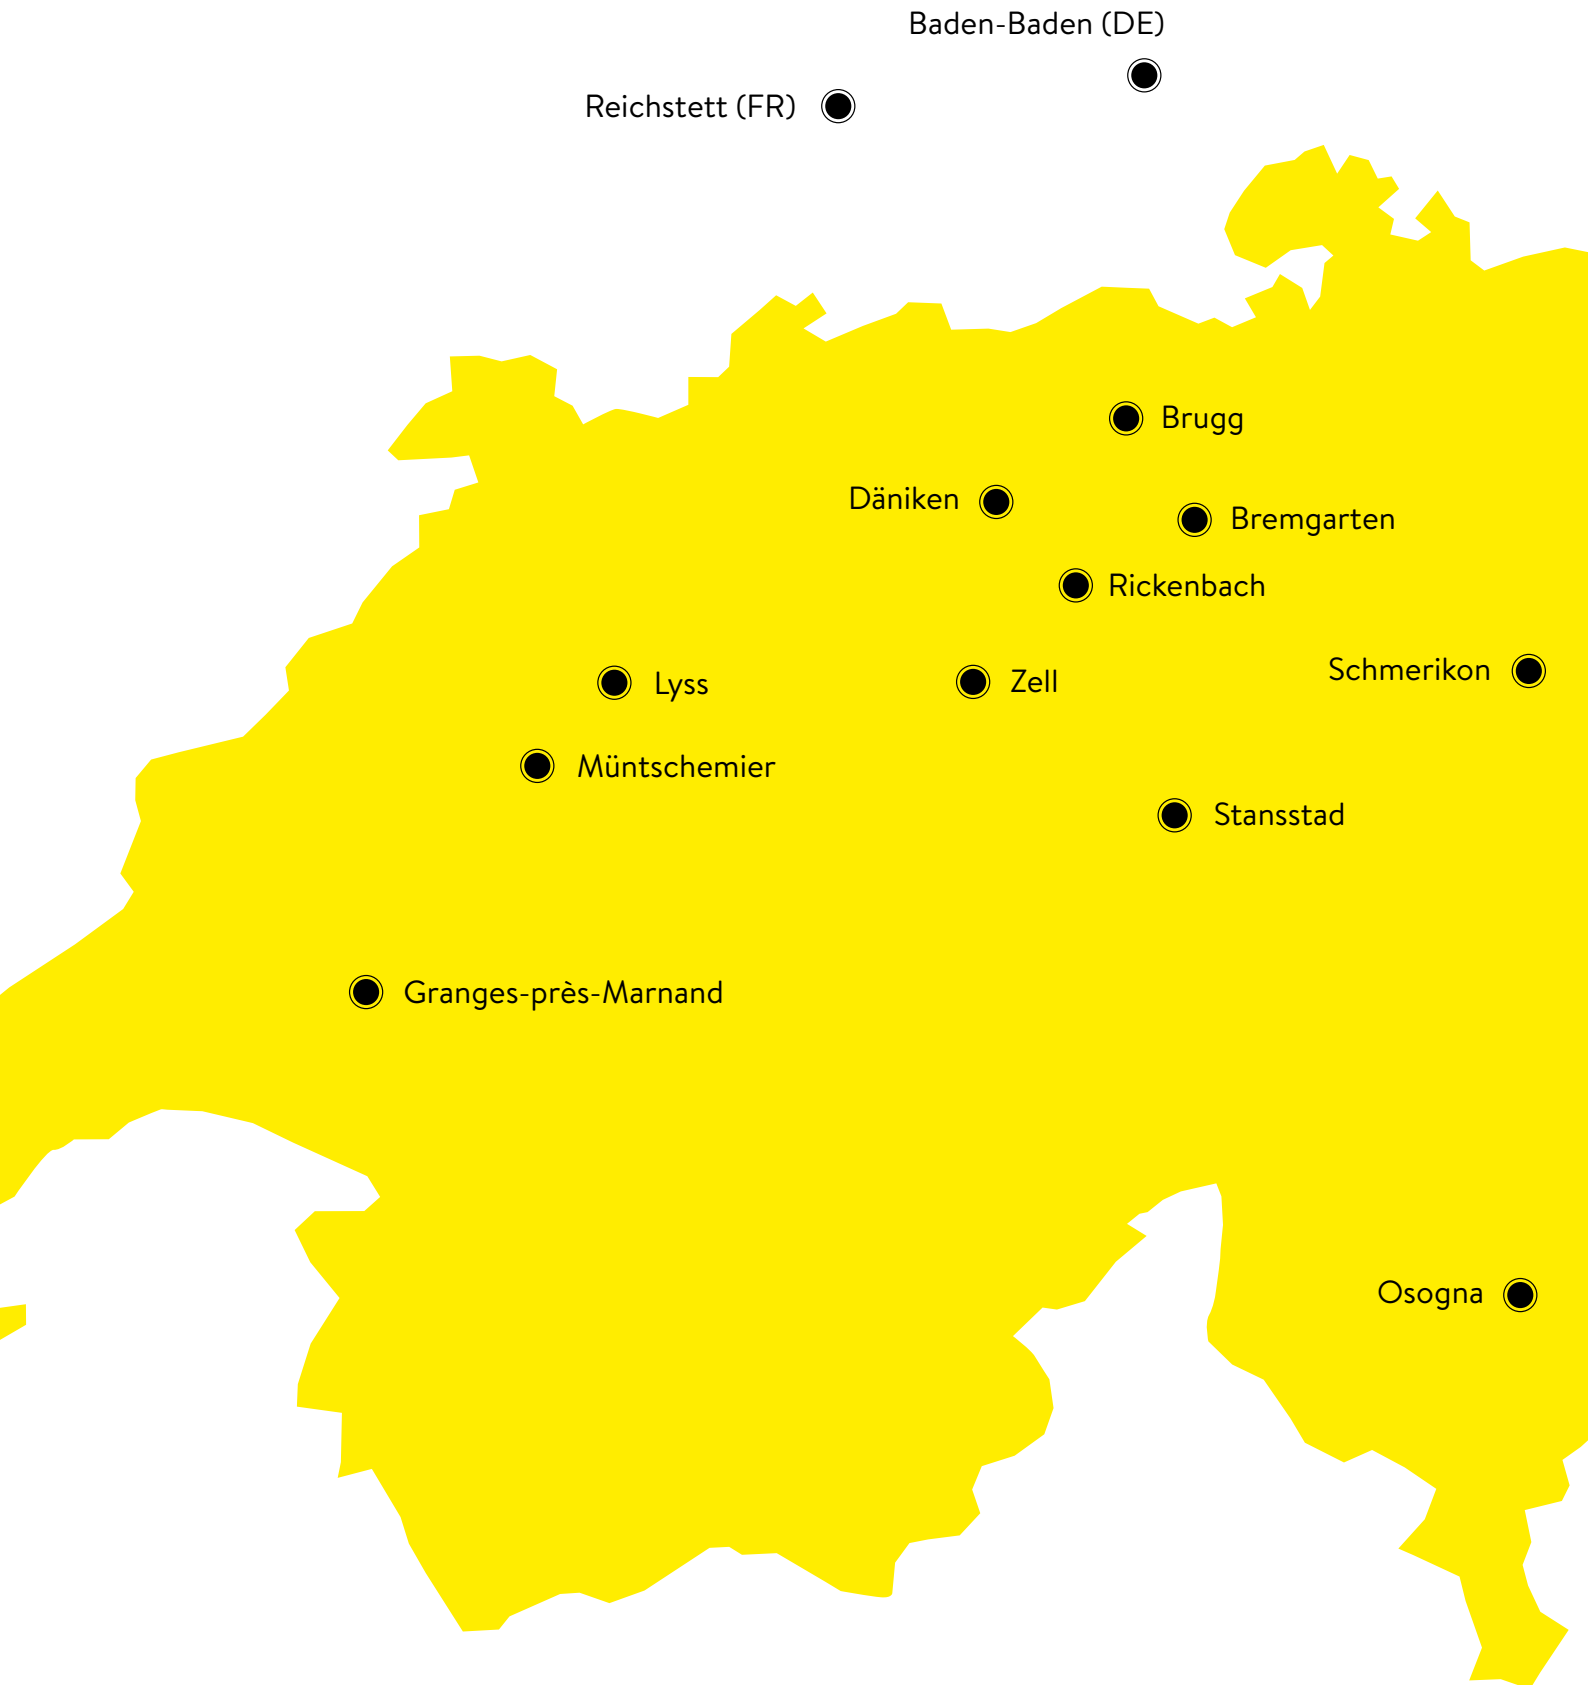 Baden-Baden (DE)
Reichstett (FR)
Brugg
Däniken
Bremgarten
Rickenbach
Schmerikon
Zell
Lyss
Müntschemier
Stansstad
Granges-près-Marnand
Osogna